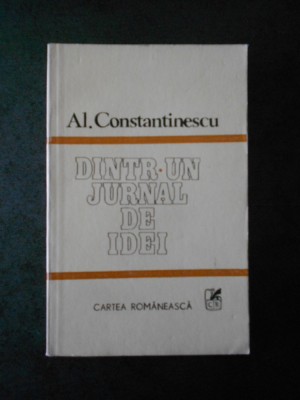 Al. Constantinescu
DINTR-UN
JURNAL
DE
IDEI
CARTEA ROMÂNEASCĂ